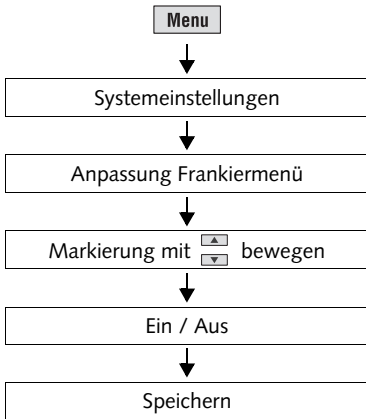 Menu
Systemeinstellungen
Anpassung Frankiermenü
Markierung mit bewegen
Ein / Aus
Speichern